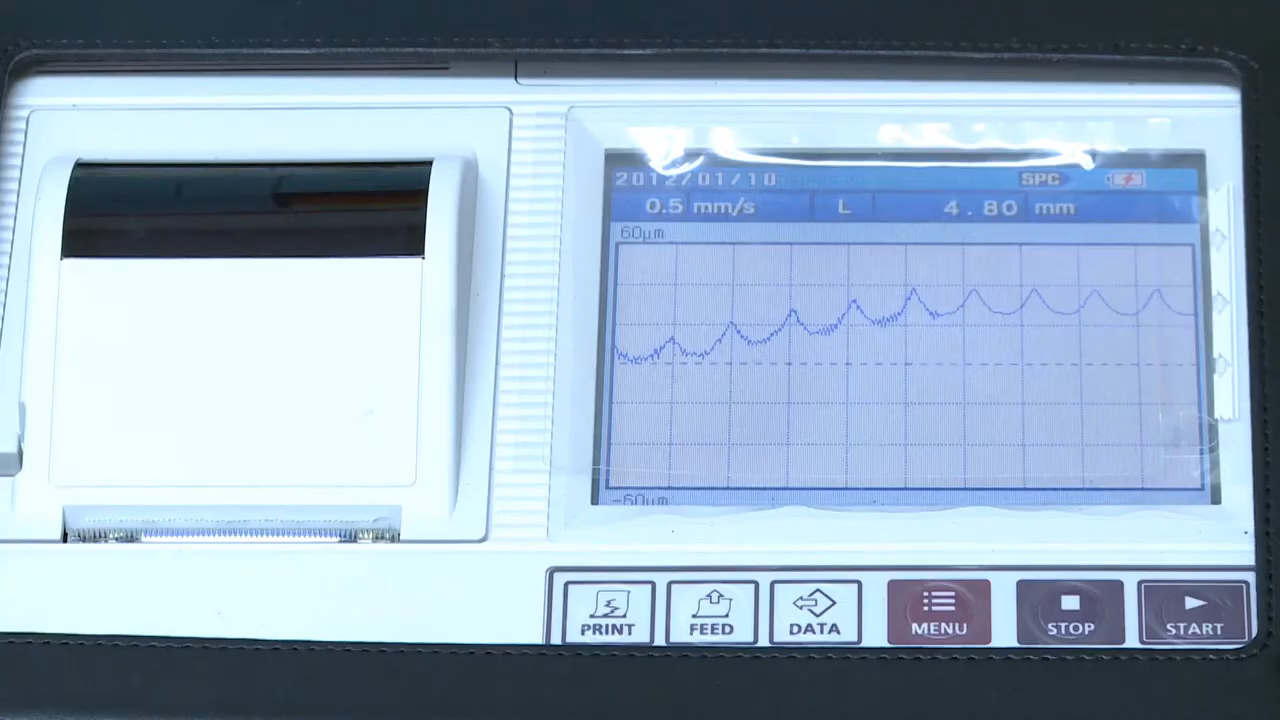 2012/01/10 SPC
0.5 mm/s L 4.80 mm
60µm
-60µm
PRINT FEED DATA MENU STOP START